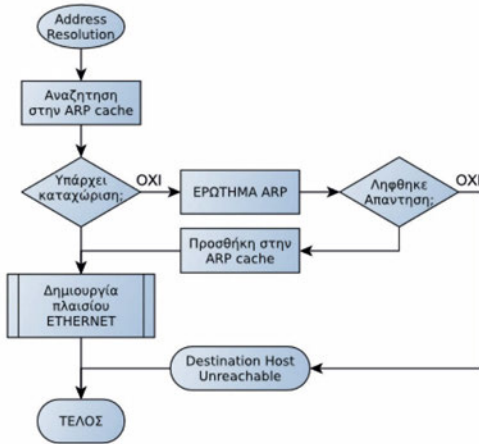 Address
Resolution
Αναζητηση
στην ARP cache
Υπάρχει
καταχώριση;
ΟΧΙ
ΕΡΩΤΗΜΑ ARP
Ληφθηκε
Απαντηση;
ΟΧΙ
Προσθήκη στην
ARP cache
Δημιουργία
πλαισίου
ETHERNET
Destination Host
Unreachable
ΤΕΛΟΣ